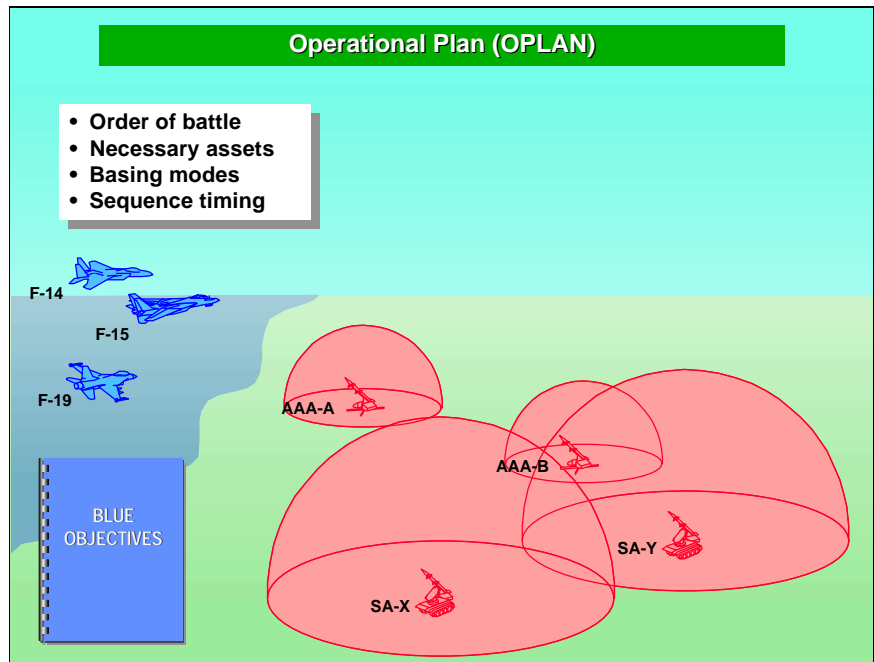 Operational Plan (OPLAN)
• Order of battle
• Necessary assets
• Basing modes
• Sequence timing
F-14
F-15
F-19
AAA-A
AAA-B
BLUE
OBJECTIVES
SA-Y
SA-X